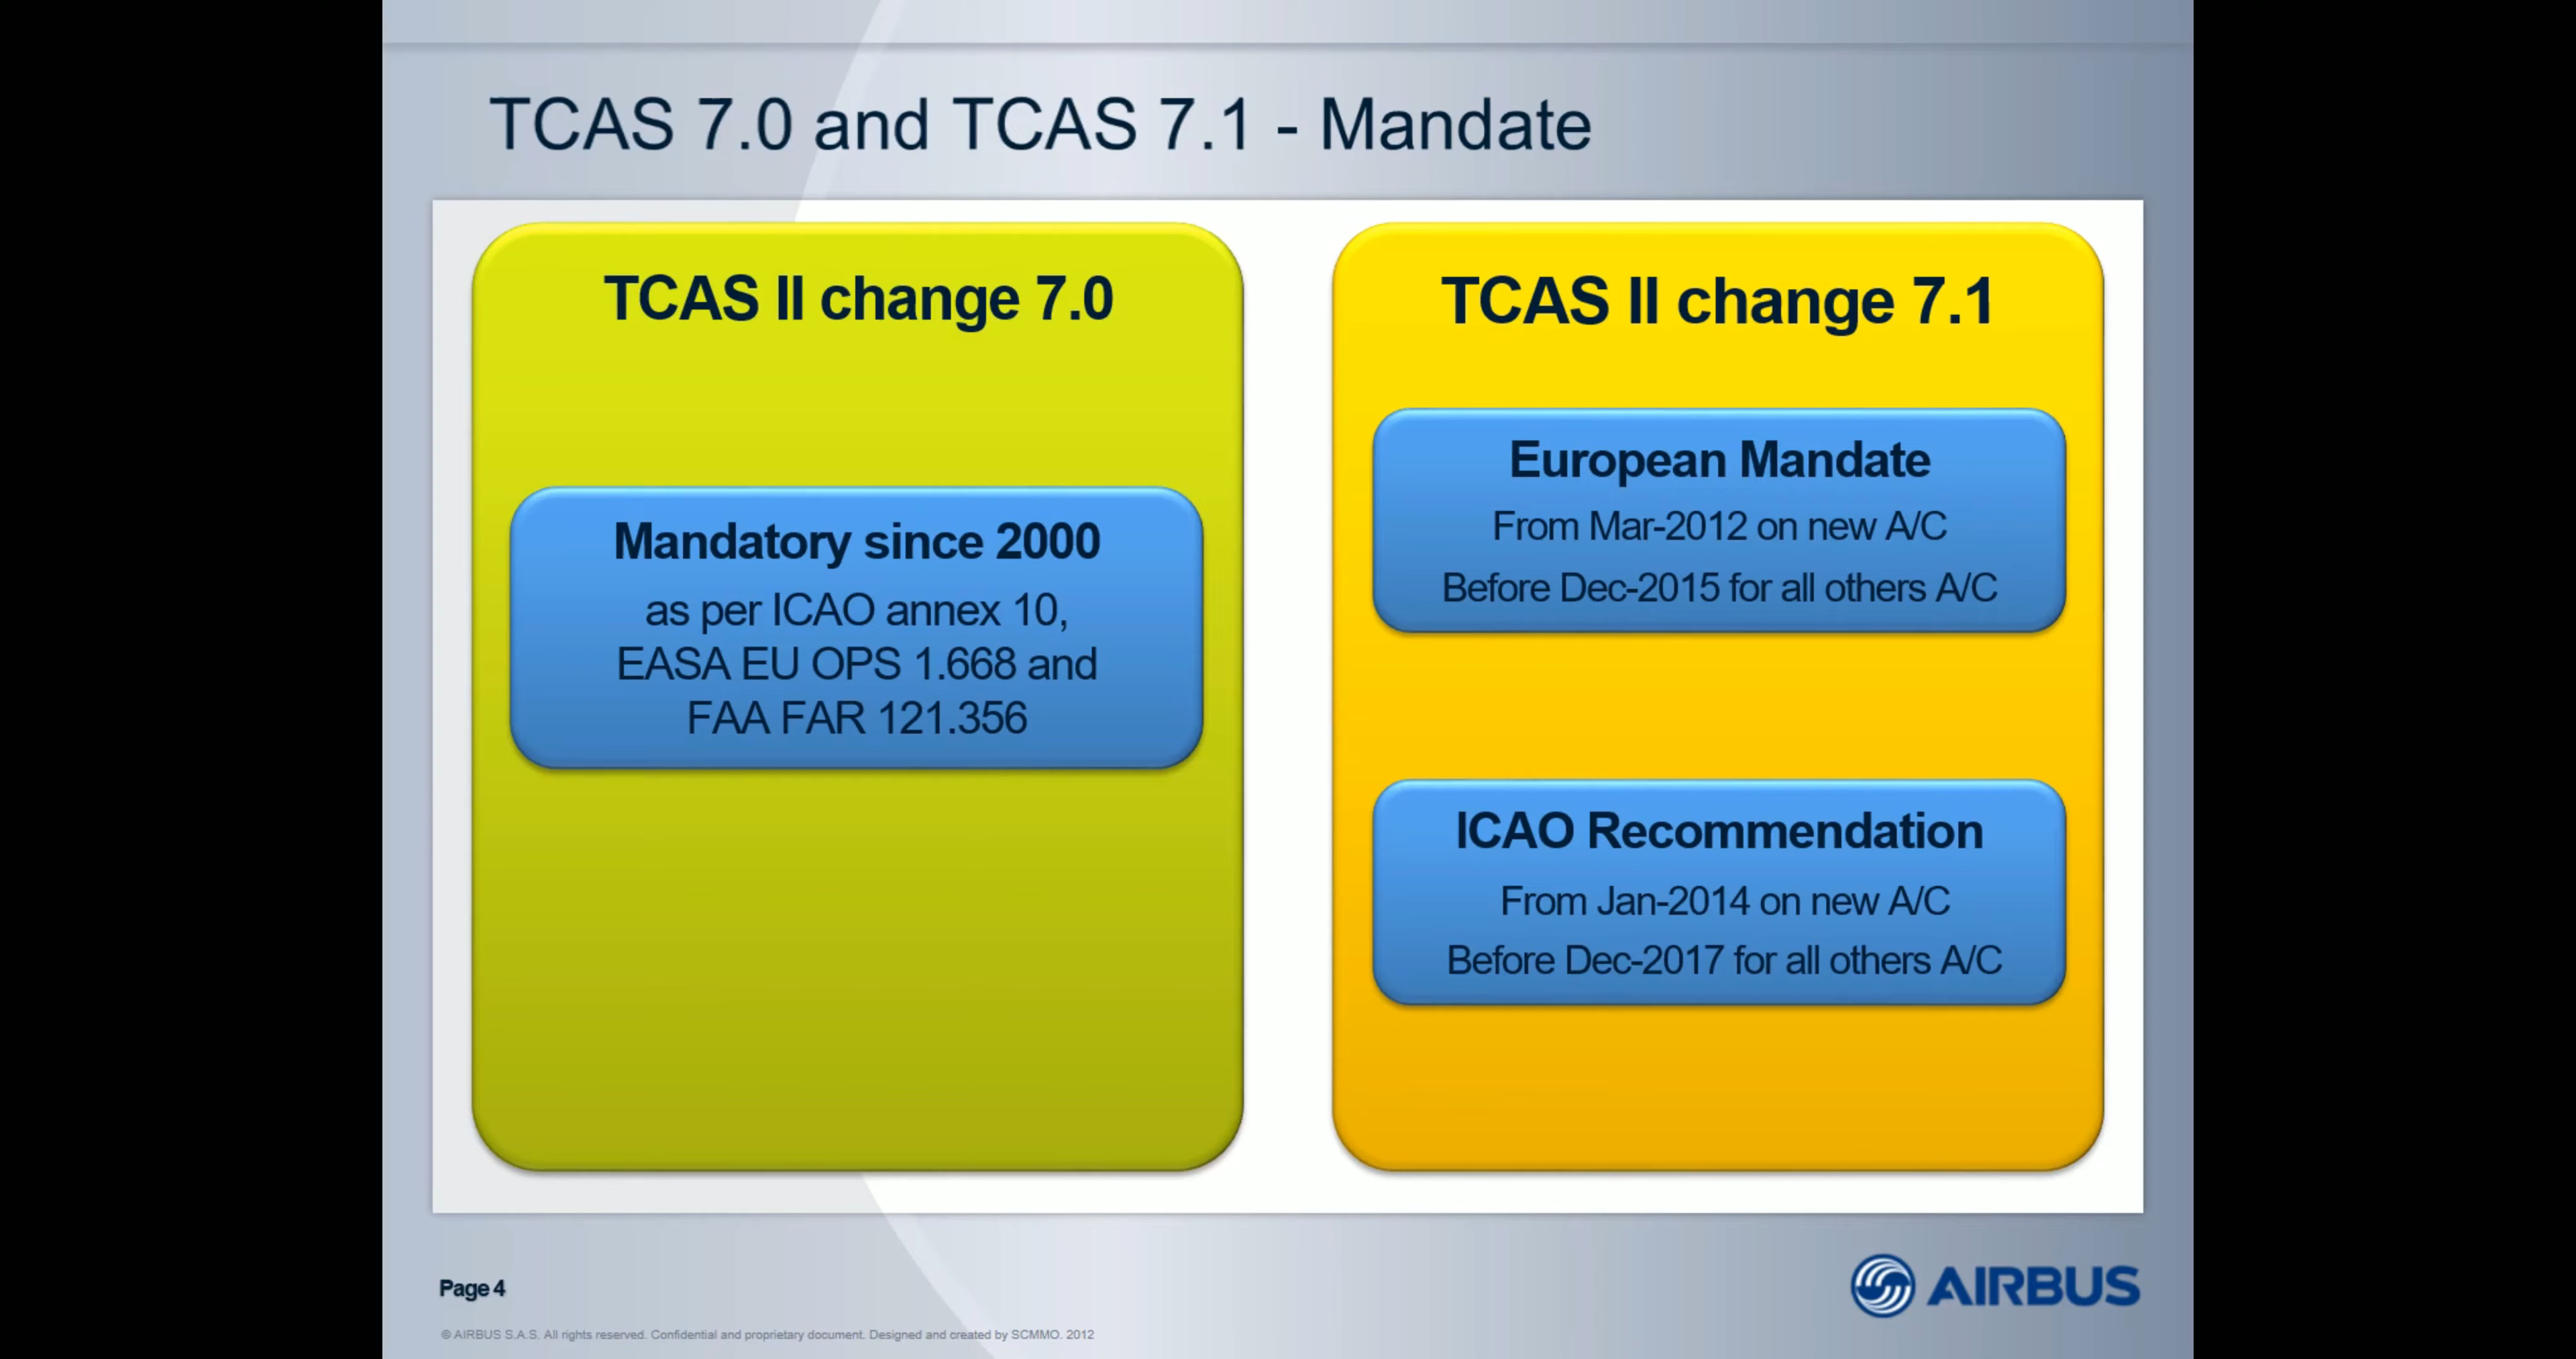 TCAS 7.0 and TCAS 7.1 - Mandate
TCAS II change 7.0
Mandatory since 2000
as per ICAO annex 10,
EASA EU OPS 1.668 and
FAA FAR 121.356
TCAS II change 7.1
European Mandate
From Mar-2012 on new A/C
Before Dec-2015 for all others A/C
ICAO Recommendation
From Jan-2014 on new A/C
Before Dec-2017 for all others A/C
Page 4
AIRBUS
© AIRBUS S.A.S. All rights reserved. Confidential and proprietary document. Designed and created by SCMMO. 2012